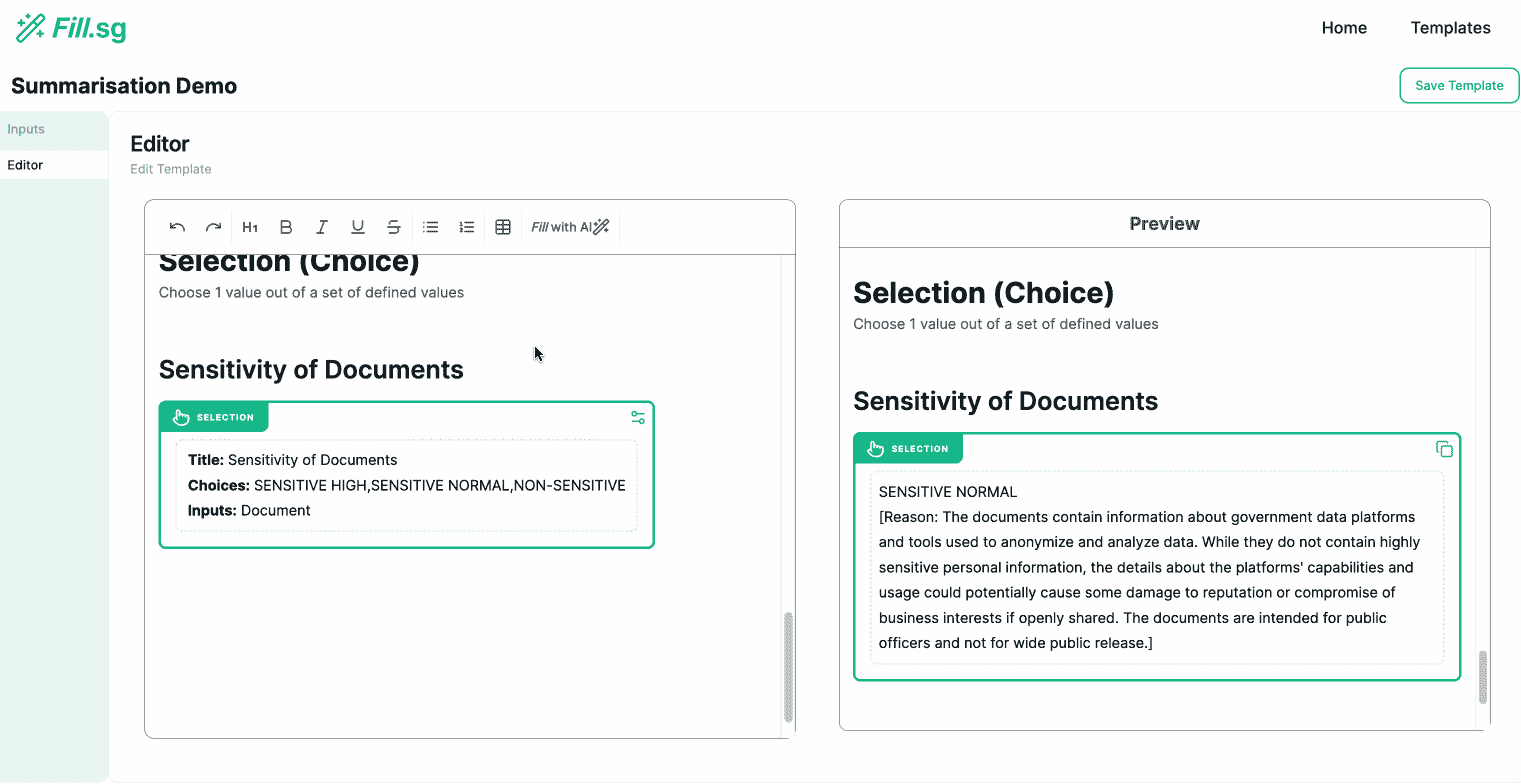 Fill.sg
Home
Templates
Summarisation Demo
Save Template
Inputs
Editor
Editor
Edit Template
H1
B
I
U
S
Fill with AI
Selection (Choice)
Choose 1 value out of a set of defined values
Sensitivity of Documents
SELECTION
Title: Sensitivity of Documents
Choices: SENSITIVE HIGH,SENSITIVE NORMAL,NON-SENSITIVE
Inputs: Document
Preview
Selection (Choice)
Choose 1 value out of a set of defined values
Sensitivity of Documents
SELECTION
SENSITIVE NORMAL
[Reason: The documents contain information about government data platforms
and tools used to anonymize and analyze data. While they do not contain highly
sensitive personal information, the details about the platforms' capabilities and
usage could potentially cause some damage to reputation or compromise of
business interests if openly shared. The documents are intended for public
officers and not for wide public release.]